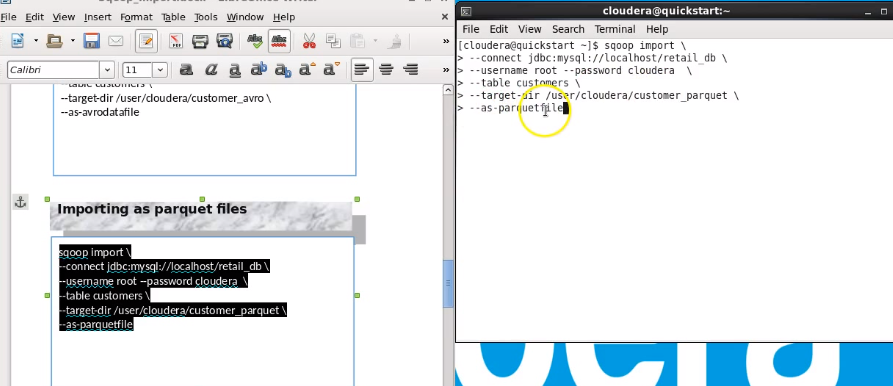 cloudera@quickstart:~
File Edit View Insert Format Table Tools Window Help
File Edit View Search Terminal Help
Calibri 11
--table customers \
--target-dir /user/cloudera/customer_avro \
--as-avrodatafile
Importing as parquet files
sqoop import \
--connect jdbc:mysql://localhost/retail_db \
--username root --password cloudera \
--table customers \
--target-dir /user/cloudera/customer_parquet \
--as-parquetfile
[cloudera@quickstart ~]$ sqoop import \
> --connect jdbc:mysql://localhost/retail_db \
> --username root --password cloudera \
> --table customers \
> --target-dir /user/cloudera/customer_parquet \
> --as-parquetfile